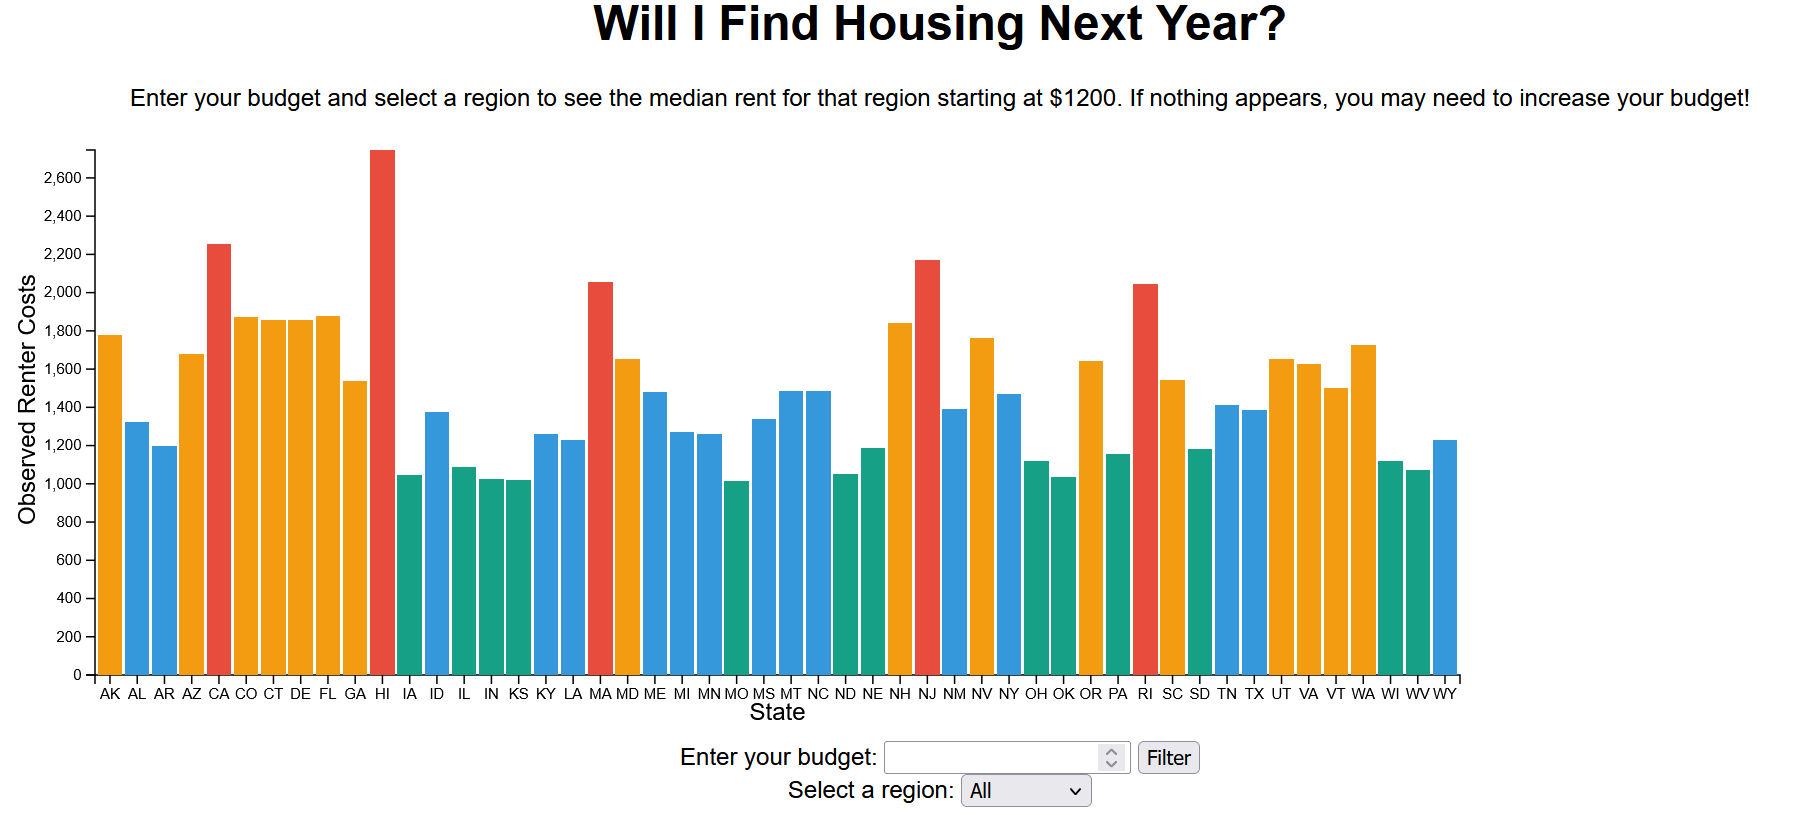 Will I Find Housing Next Year?
Enter your budget and select a region to see the median rent for that region starting at $1200. If nothing appears, you may need to increase your budget!
Observed Renter Costs
2,600
2,400
2,200
2,000
1,800
1,600
1,400
1,200
1,000
800
600
400
200
0
AK AL AR AZ CA CO CT DE FL GA HI IA ID IL IN KS KY LA MA MD ME MI MN MO MS MT NC ND NE NH NJ NM NV NY OH OK OR PA RI SC SD TN TX UT VA VT WA WI WV WY
State
Enter your budget: Filter
Select a region: All